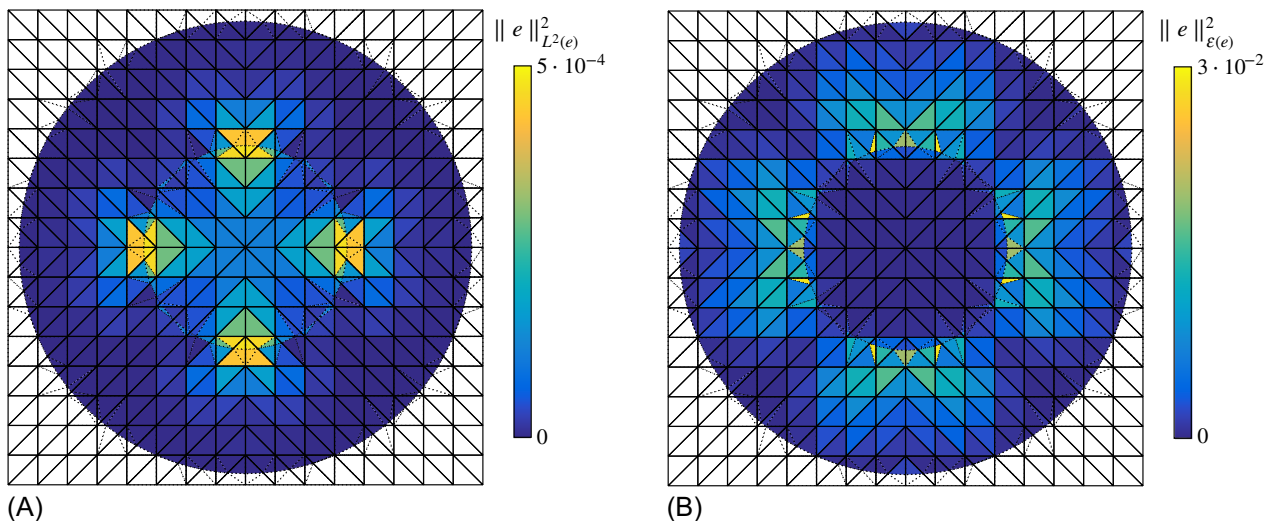 ‖ e ‖²_{L²(e)}
5 · 10⁻⁴
0
(A)
‖ e ‖²_{ε(e)}
3 · 10⁻²
0
(B)